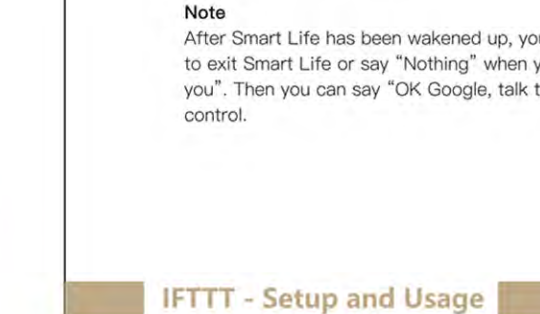 Note
After Smart Life has been wakened up, you
to exit Smart Life or say “Nothing” when y
you”. Then you can say “OK Google, talk t
control.
IFTTT - Setup and Usage